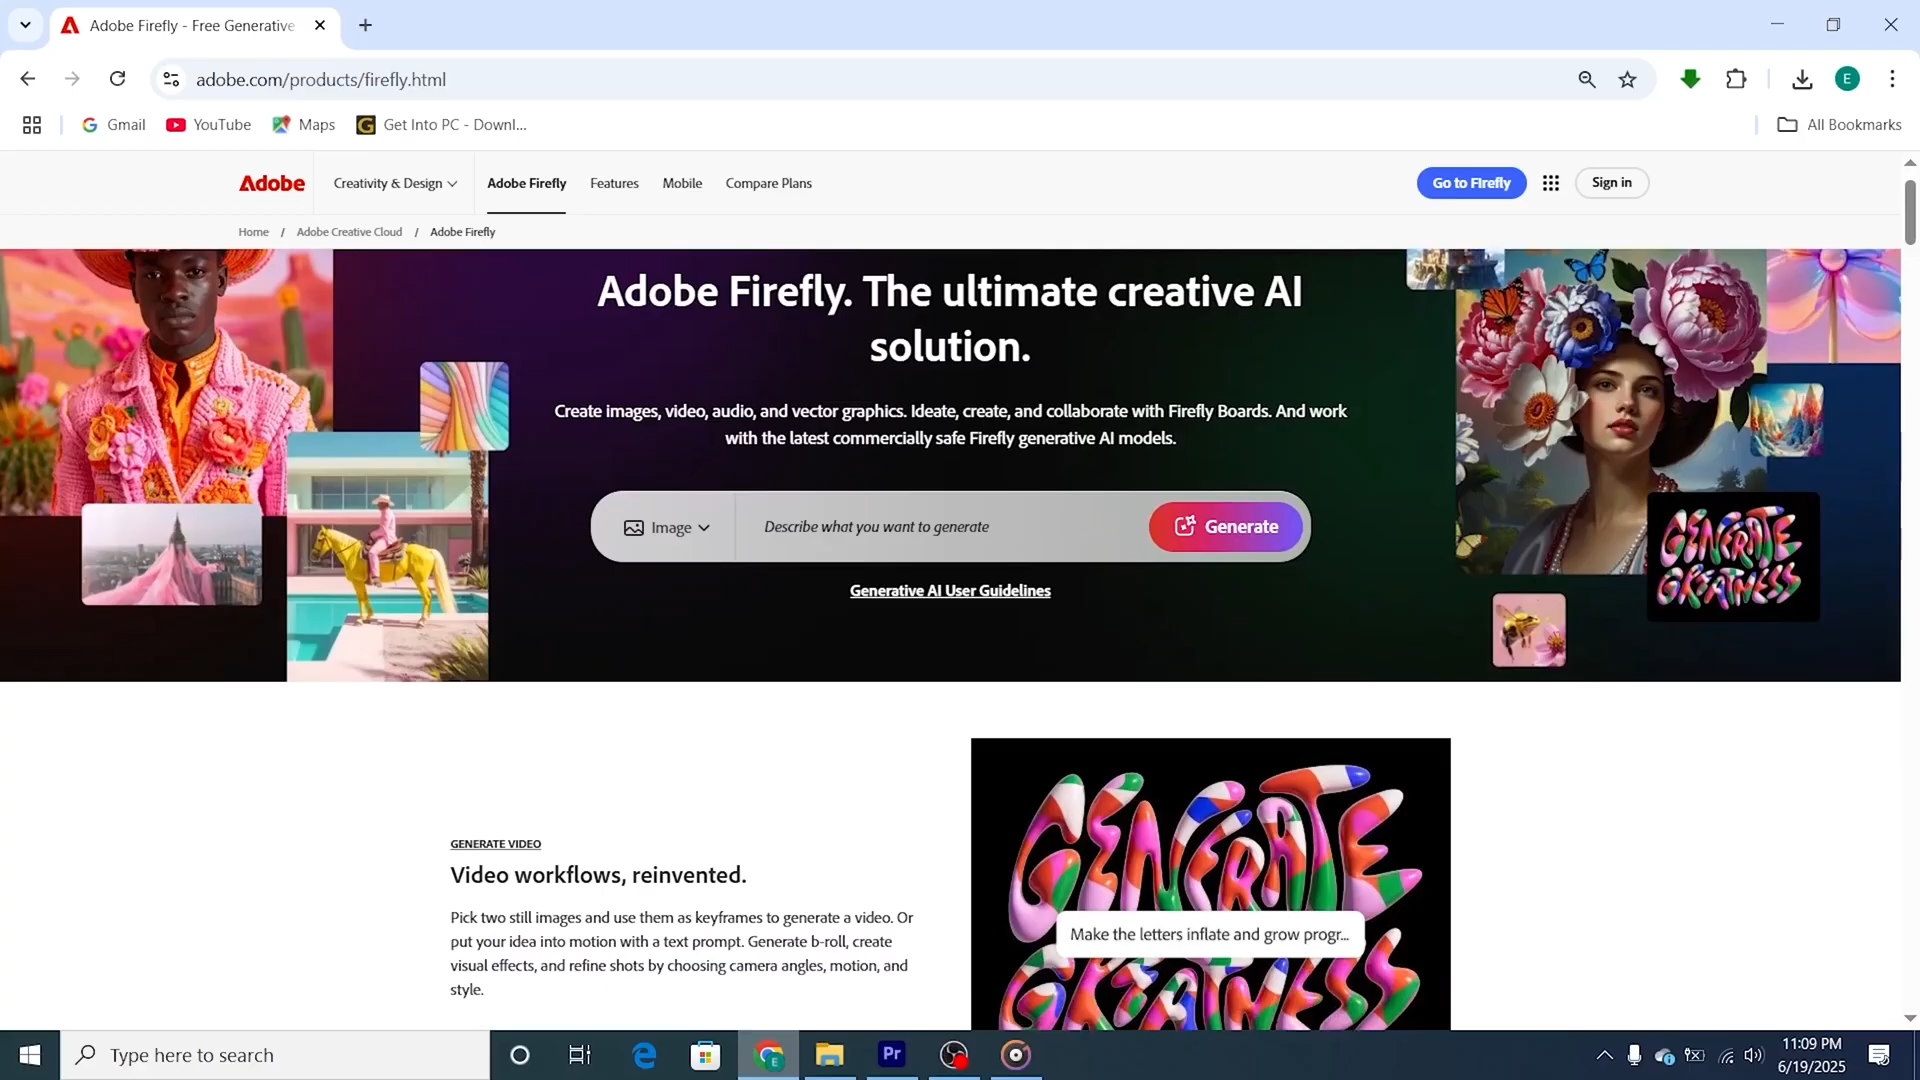 Adobe Firefly - Free Generative
adobe.com/products/firefly.html
E
Gmail
YouTube
Maps
Get Into PC - Downl...
All Bookmarks
Adobe
Creativity & Design
Adobe Firefly
Features
Mobile
Compare Plans
Go to Firefly
Sign in
Home / Adobe Creative Cloud / Adobe Firefly
Adobe Firefly. The ultimate creative AI
solution.
Create images, video, audio, and vector graphics. Ideate, create, and collaborate with Firefly Boards. And work
with the latest commercially safe Firefly generative AI models.
Image
Describe what you want to generate
Generate
Generative AI User Guidelines
GENERATE
GREATNESS
GENERATE VIDEO
Video workflows, reinvented.
Pick two still images and use them as keyframes to generate a video. Or
put your idea into motion with a text prompt. Generate b-roll, create
visual effects, and refine shots by choosing camera angles, motion, and
style.
GENERATE
Make the letters inflate and grow progr...
GREATNESS
Type here to search
E
Pr
11:09 PM
6/19/2025